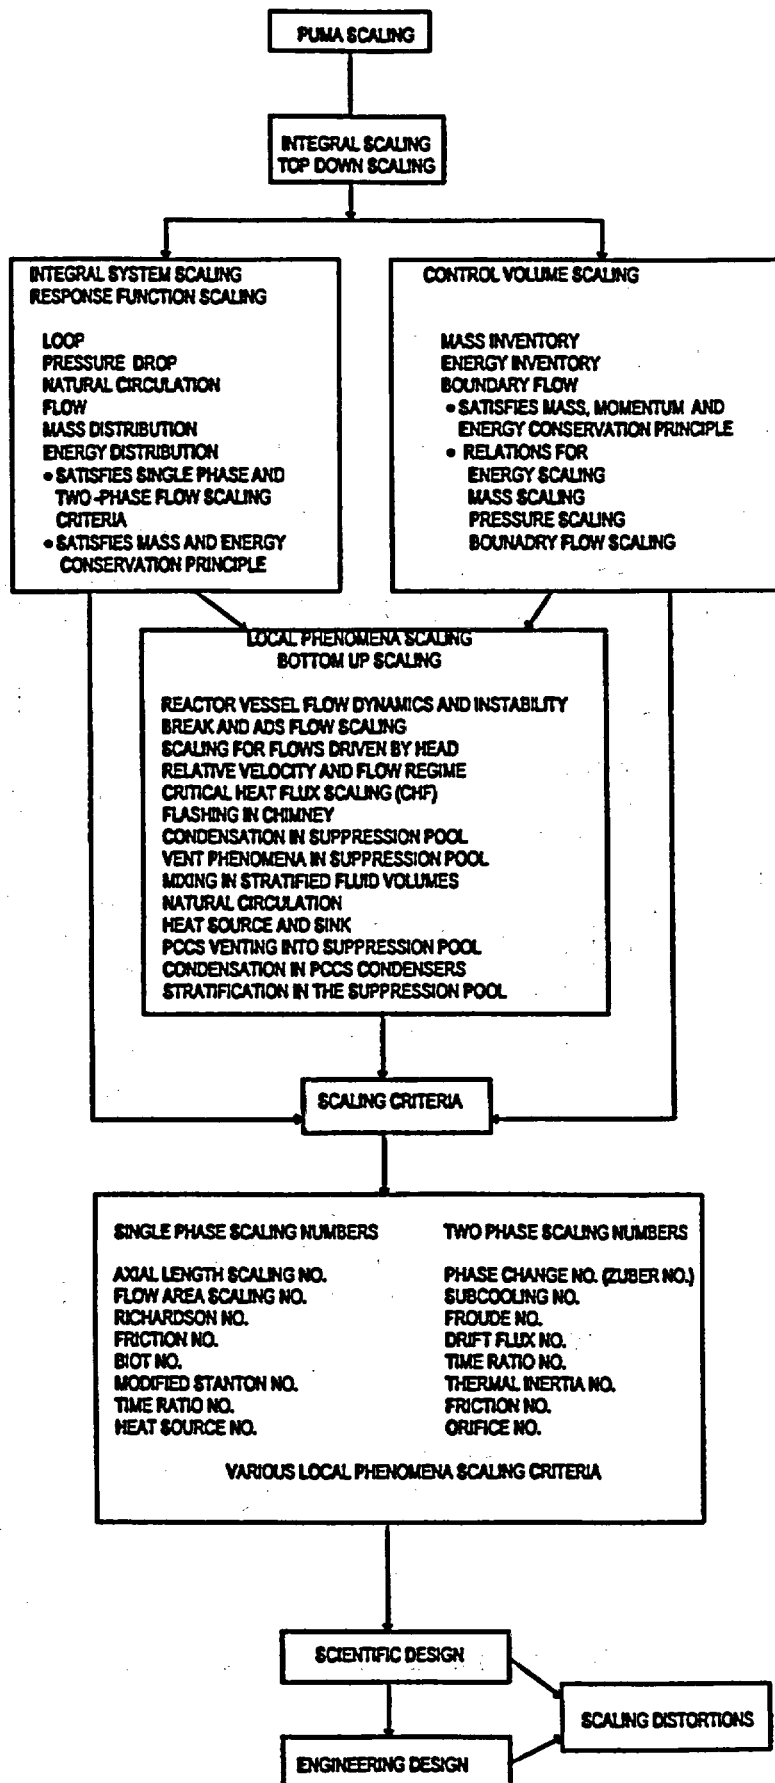 PUMA SCALING
INTEGRAL SCALING
TOP DOWN SCALING
INTEGRAL SYSTEM SCALING
RESPONSE FUNCTION SCALING
LOOP
PRESSURE DROP
NATURAL CIRCULATION
FLOW
MASS DISTRIBUTION
ENERGY DISTRIBUTION
• SATISFIES SINGLE PHASE AND
TWO-PHASE FLOW SCALING
CRITERIA
• SATISFIES MASS AND ENERGY
CONSERVATION PRINCIPLE
CONTROL VOLUME SCALING
MASS INVENTORY
ENERGY INVENTORY
BOUNDARY FLOW
• SATISFIES MASS, MOMENTUM AND
ENERGY CONSERVATION PRINCIPLE
• RELATIONS FOR
ENERGY SCALING
MASS SCALING
PRESSURE SCALING
BOUNADRY FLOW SCALING
LOCAL PHENOMENA SCALING
BOTTOM UP SCALING
REACTOR VESSEL FLOW DYNAMICS AND INSTABILITY
BREAK AND ADS FLOW SCALING
SCALING FOR FLOWS DRIVEN BY HEAD
RELATIVE VELOCITY AND FLOW REGIME
CRITICAL HEAT FLUX SCALING (CHF)
FLASHING IN CHIMNEY
CONDENSATION IN SUPPRESSION POOL
VENT PHENOMENA IN SUPPRESSION POOL
MIXING IN STRATIFIED FLUID VOLUMES
NATURAL CIRCULATION
HEAT SOURCE AND SINK
PCCS VENTING INTO SUPPRESSION POOL
CONDENSATION IN PCCS CONDENSERS
STRATIFICATION IN THE SUPPRESSION POOL
SCALING CRITERIA
SINGLE PHASE SCALING NUMBERS
AXIAL LENGTH SCALING NO.
FLOW AREA SCALING NO.
RICHARDSON NO.
FRICTION NO.
BIOT NO.
MODIFIED STANTON NO.
TIME RATIO NO.
HEAT SOURCE NO.
TWO PHASE SCALING NUMBERS
PHASE CHANGE NO. (ZUBER NO.)
SUBCOOLING NO.
FROUDE NO.
DRIFT FLUX NO.
TIME RATIO NO.
THERMAL INERTIA NO.
FRICTION NO.
ORIFICE NO.
VARIOUS LOCAL PHENOMENA SCALING CRITERIA
SCIENTIFIC DESIGN
SCALING DISTORTIONS
ENGINEERING DESIGN